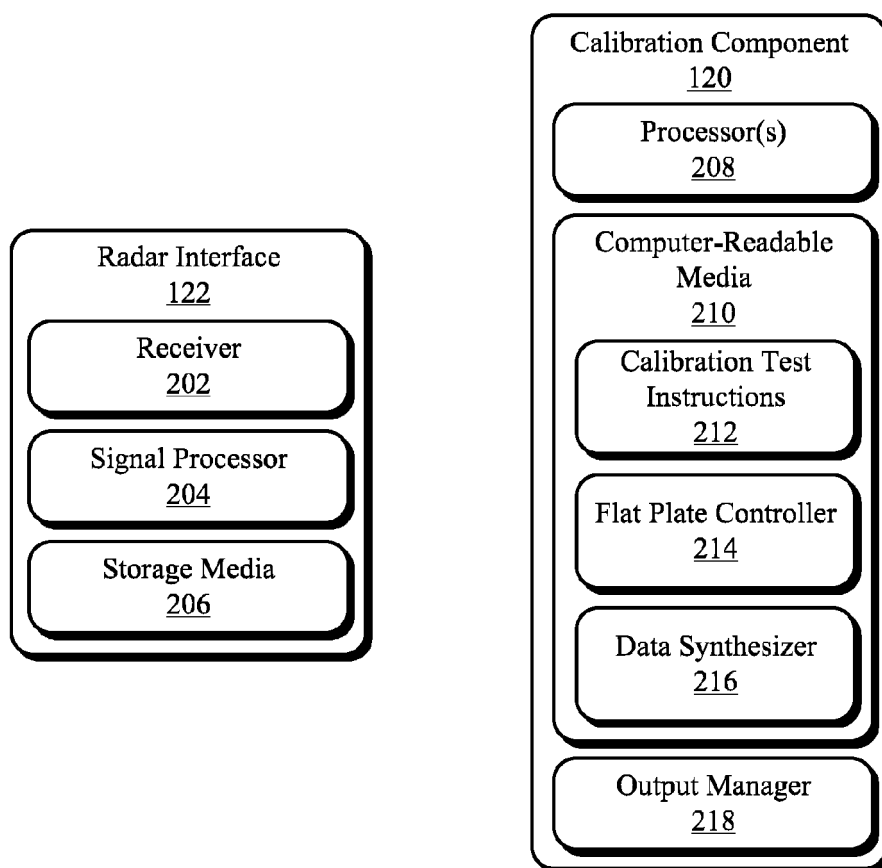 Radar Interface
122
Receiver
202
Signal Processor
204
Storage Media
206
Calibration Component
120
Processor(s)
208
Computer-Readable
Media
210
Calibration Test
Instructions
212
Flat Plate Controller
214
Data Synthesizer
216
Output Manager
218